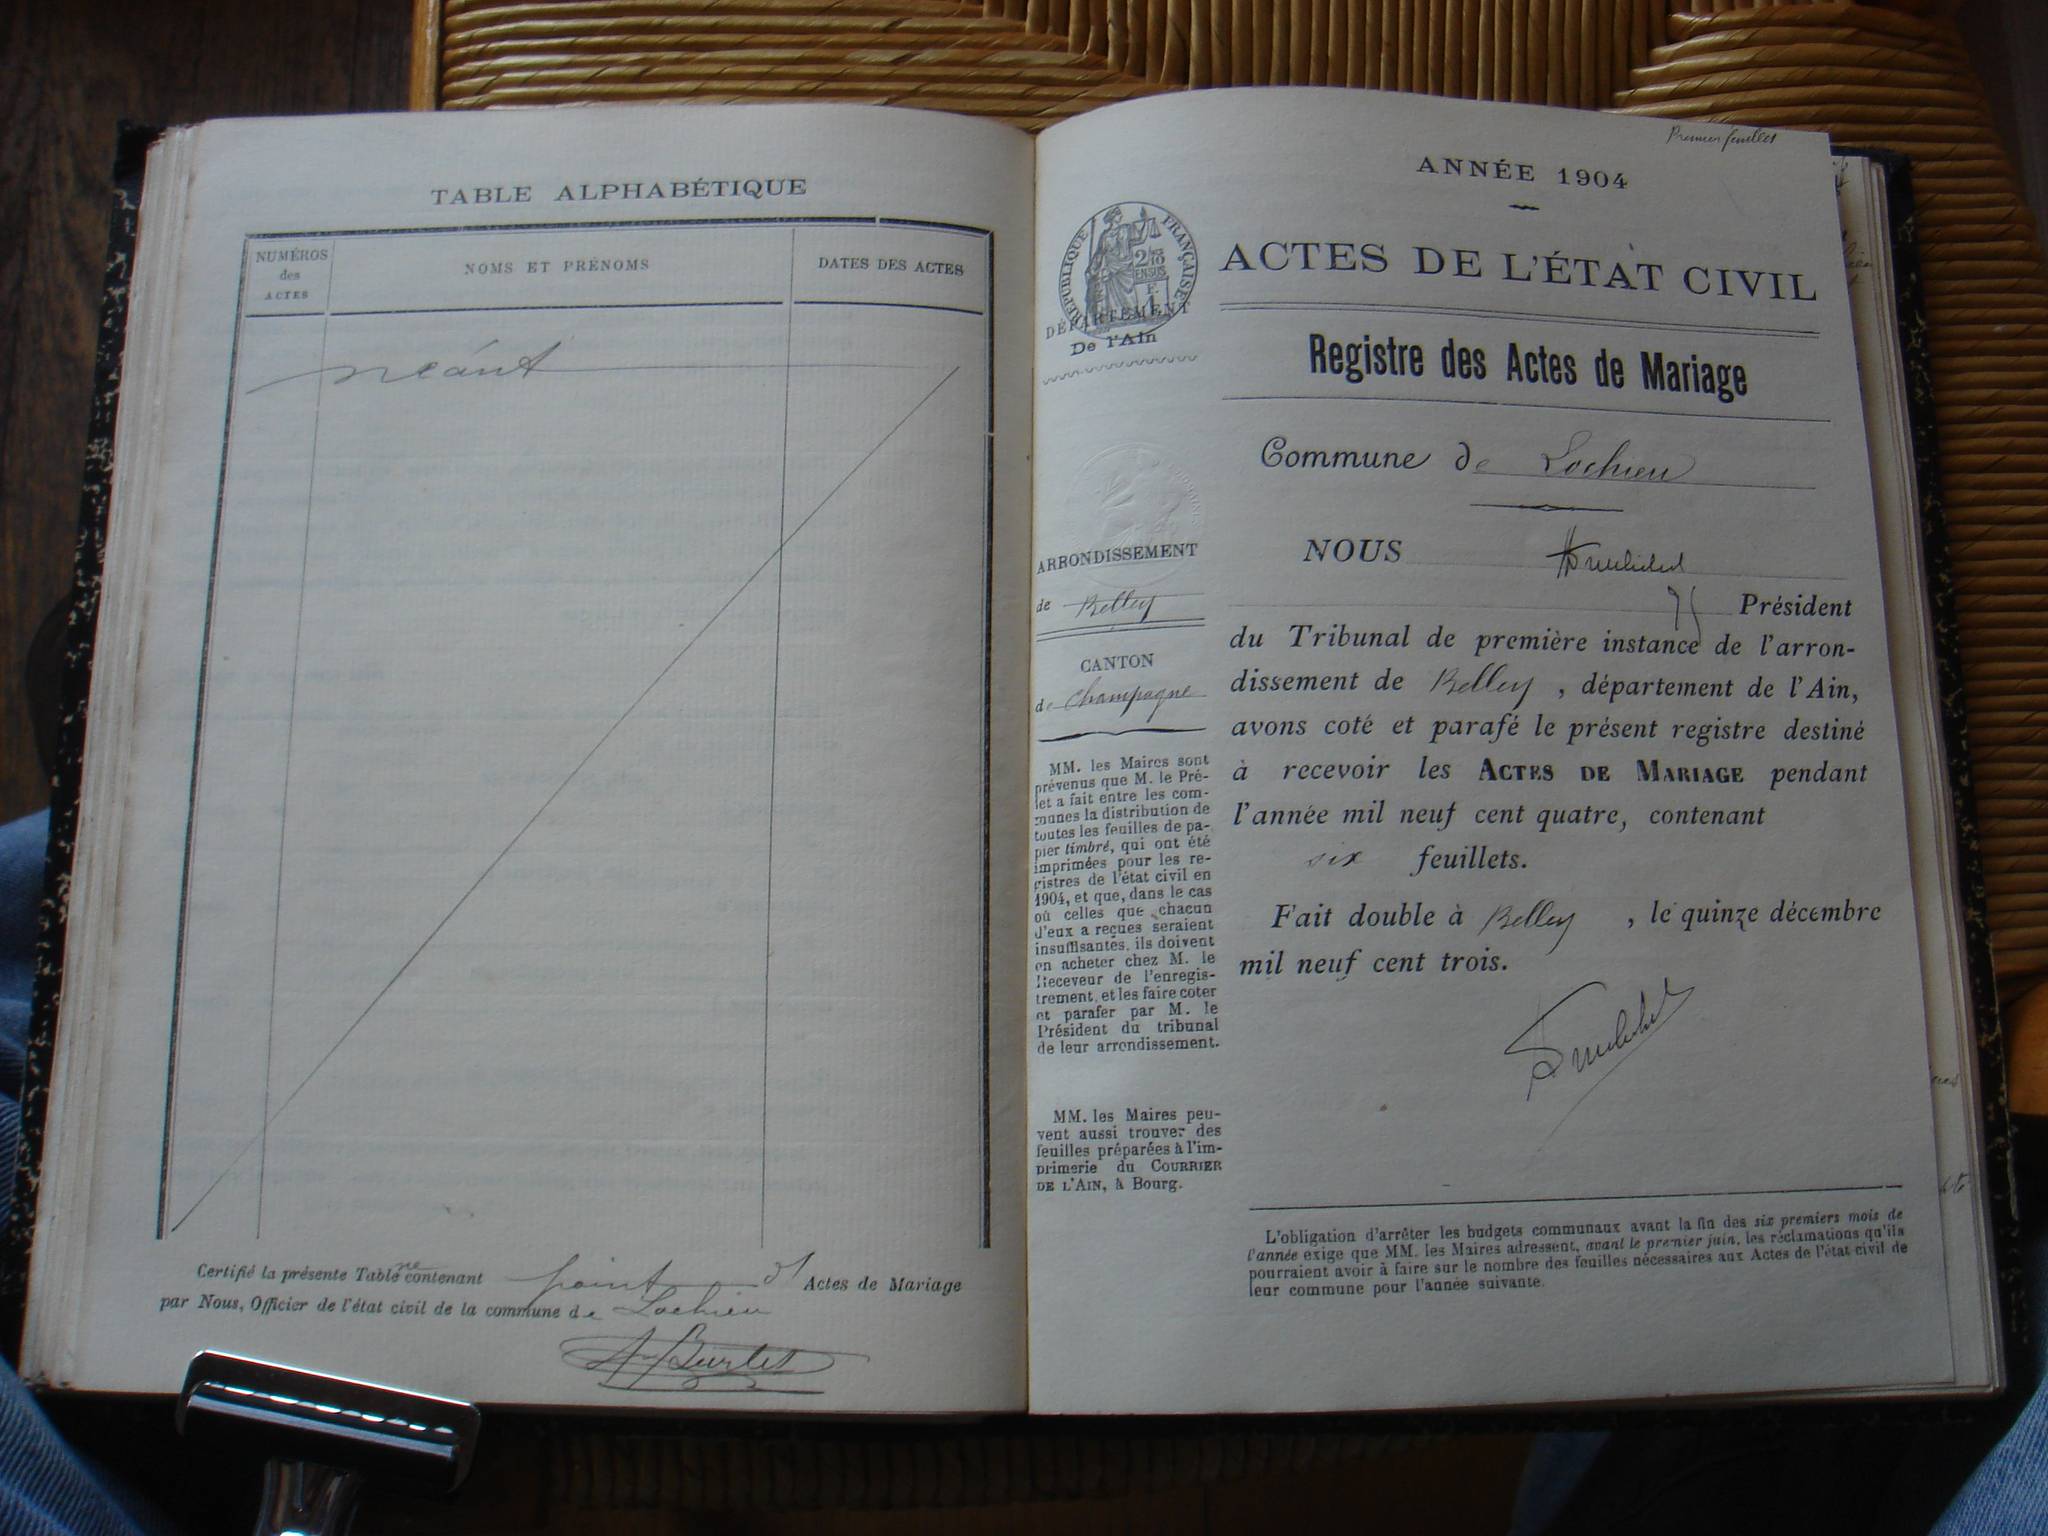 TABLE ALPHABÉTIQUE
NUMÉROS des ACTES
NOMS ET PRÉNOMS
DATES DES ACTES
néant
Certifié la présente Table ne contenant point d' Actes de Mariage
par Nous, Officier de l'état civil de la commune de Lochieu
Premier feuillet
ANNÉE 1904
RÉPUBLIQUE FRANÇAISE
ACTES DE L'ÉTAT CIVIL
DÉPARTEMENT
De l'Ain
Registre des Actes de Mariage
Commune de Lochieu
ARRONDISSEMENT
de Belley
CANTON
de Champagne
MM. les Maires sont
prévenus que M. le Pré-
fet a fait entre les com-
munes la distribution de
toutes les feuilles de pa-
pier timbré, qui ont été
imprimées pour les re-
gistres de l'état civil en
1904, et que, dans le cas
où celles que chacun
d'eux a reçues seraient
insuffisantes, ils doivent
en acheter chez M. le
Receveur de l'enregis-
trement, et les faire coter
et parafer par M. le
Président du tribunal
de leur arrondissement.
MM. les Maires peu-
vent aussi trouver des
feuilles préparées à l'im-
primerie du COURRIER
DE L'AIN, à Bourg.
NOUS
Président
du Tribunal de première instance de l'arron-
dissement de Belley, département de l'Ain,
avons coté et parafé le présent registre destiné
à recevoir les ACTES DE MARIAGE pendant
l'année mil neuf cent quatre, contenant
six feuillets.
Fait double à Belley, le quinze décembre
mil neuf cent trois.
L'obligation d'arrêter les budgets communaux avant la fin des six premiers mois de
l'année exige que MM. les Maires adressent, avant le premier juin, les réclamations qu'ils
pourraient avoir à faire sur le nombre des feuilles nécessaires aux Actes de l'état civil de
leur commune pour l'année suivante.